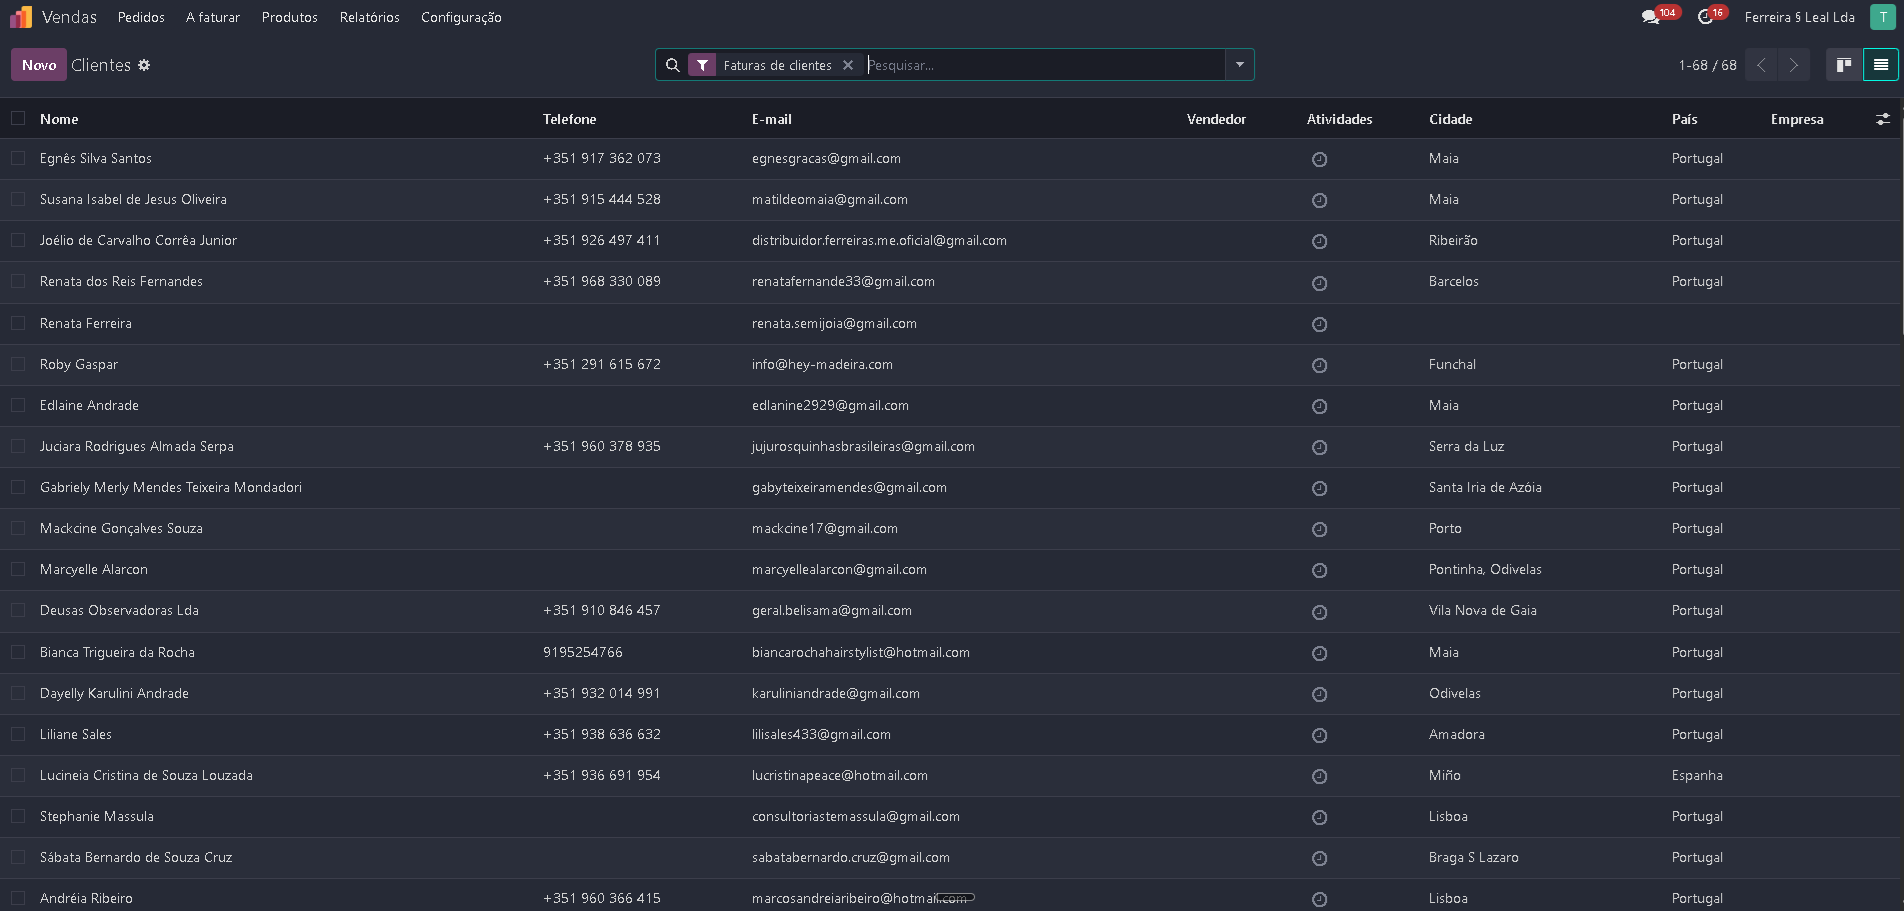 Vendas Pedidos A faturar Produtos Relatórios Configuração 104 16 Ferreira § Leal Lda T
Novo Clientes Faturas de clientes Pesquisar... 1-68 / 68
Nome Telefone E-mail Vendedor Atividades Cidade País Empresa
Egnês Silva Santos +351 917 362 073 egnesgracas@gmail.com Maia Portugal
Susana Isabel de Jesus Oliveira +351 915 444 528 matildeomaia@gmail.com Maia Portugal
Joélio de Carvalho Corrêa Junior +351 926 497 411 distribuidor.ferreiras.me.oficial@gmail.com Ribeirão Portugal
Renata dos Reis Fernandes +351 968 330 089 renatafernande33@gmail.com Barcelos Portugal
Renata Ferreira renata.semijoia@gmail.com
Roby Gaspar +351 291 615 672 info@hey-madeira.com Funchal Portugal
Edlaine Andrade edlanine2929@gmail.com Maia Portugal
Juciara Rodrigues Almada Serpa +351 960 378 935 jujurosquinhasbrasileiras@gmail.com Serra da Luz Portugal
Gabriely Merly Mendes Teixeira Mondadori gabyteixeiramendes@gmail.com Santa Iria de Azóia Portugal
Mackcine Gonçalves Souza mackcine17@gmail.com Porto Portugal
Marcyelle Alarcon marcyellealarcon@gmail.com Pontinha, Odivelas Portugal
Deusas Observadoras Lda +351 910 846 457 geral.belisama@gmail.com Vila Nova de Gaia Portugal
Bianca Trigueira da Rocha 9195254766 biancarochahairstylist@hotmail.com Maia Portugal
Dayelly Karulini Andrade +351 932 014 991 karuliniandrade@gmail.com Odivelas Portugal
Liliane Sales +351 938 636 632 lilisales433@gmail.com Amadora Portugal
Lucineia Cristina de Souza Louzada +351 936 691 954 lucristinapeace@hotmail.com Miño Espanha
Stephanie Massula consultoriastemassula@gmail.com Lisboa Portugal
Sábata Bernardo de Souza Cruz sabatabernardo.cruz@gmail.com Braga S Lazaro Portugal
Andréia Ribeiro +351 960 366 415 marcosandreiaribeiro@hotmail.com Lisboa Portugal